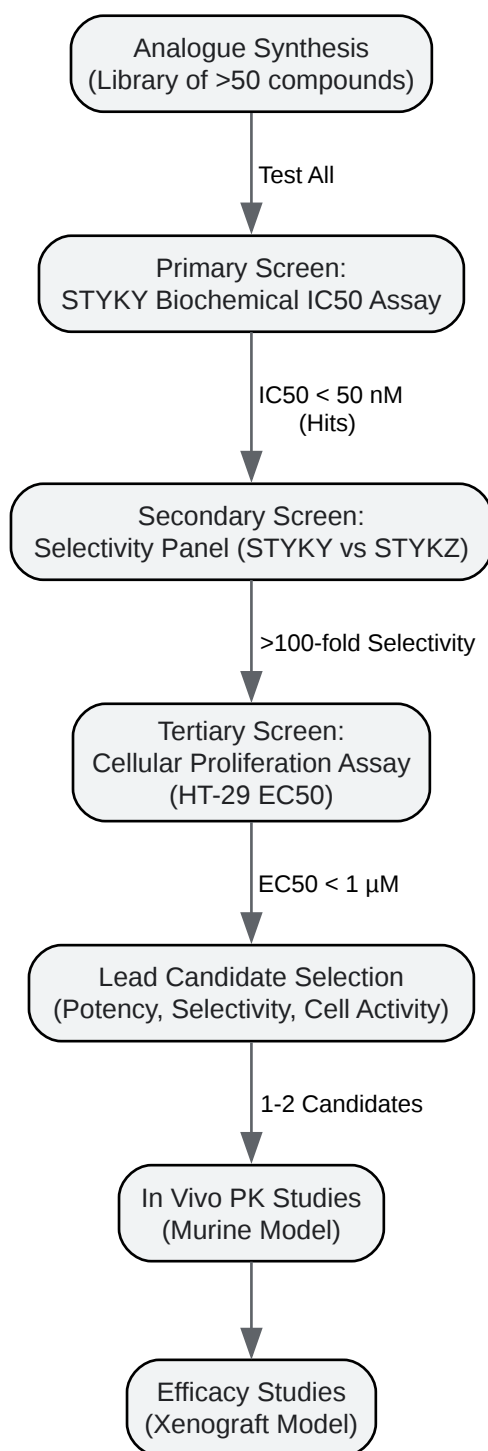 Analogue Synthesis
(Library of >50 compounds)
Test All
Primary Screen:
STYKY Biochemical IC50 Assay
IC50 < 50 nM
(Hits)
Secondary Screen:
Selectivity Panel (STYKY vs STYKZ)
>100-fold Selectivity
Tertiary Screen:
Cellular Proliferation Assay
(HT-29 EC50)
EC50 < 1 µM
Lead Candidate Selection
(Potency, Selectivity, Cell Activity)
1-2 Candidates
In Vivo PK Studies
(Murine Model)
Efficacy Studies
(Xenograft Model)